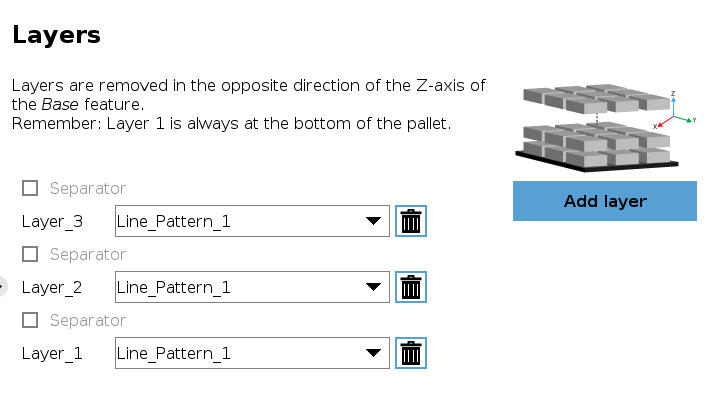 Layers
Layers are removed in the opposite direction of the Z-axis of
the Base feature.
Remember: Layer 1 is always at the bottom of the pallet.
Z
Y
X
Add layer
Separator
Layer_3 Line_Pattern_1
Separator
Layer_2 Line_Pattern_1
Separator
Layer_1 Line_Pattern_1